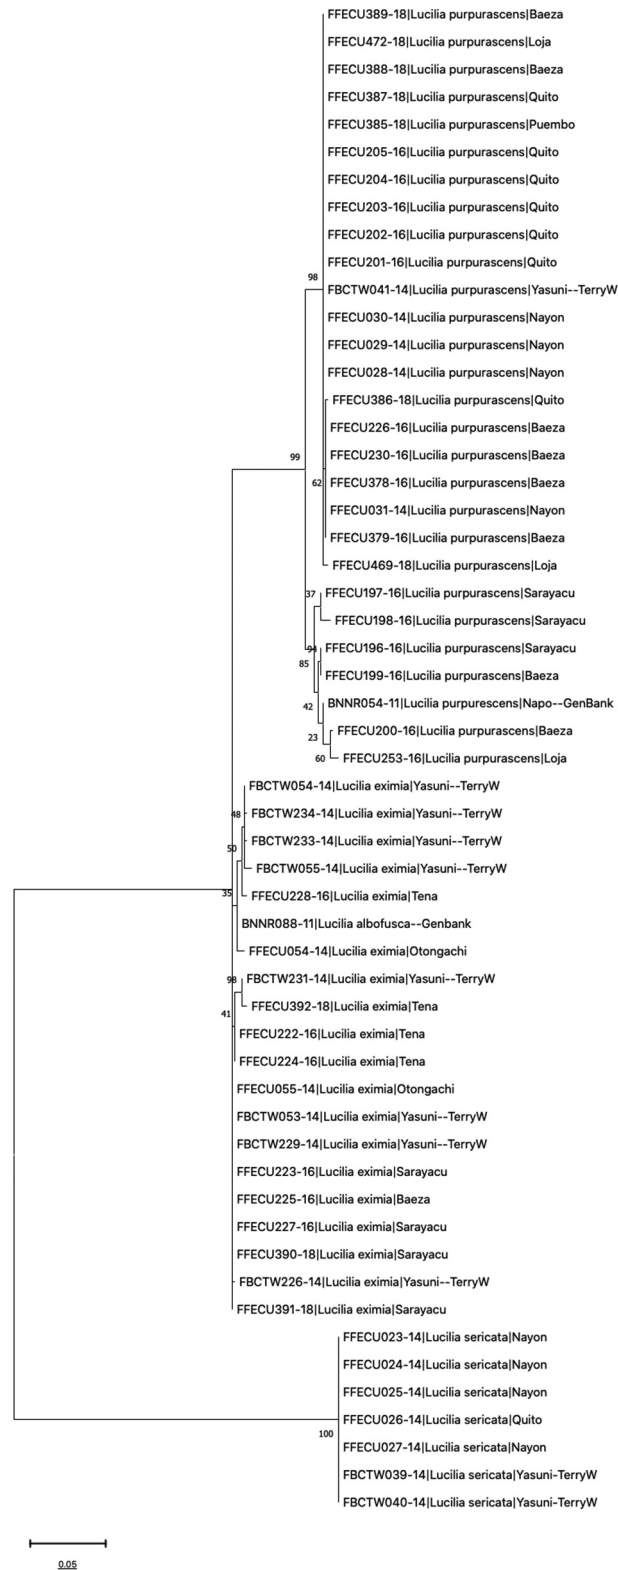 FFECU389-18|Lucilia purpurascens|Baeza
FFECU472-18|Lucilia purpurascens|Loja
FFECU388-18|Lucilia purpurascens|Baeza
FFECU387-18|Lucilia purpurascens|Quito
FFECU385-18|Lucilia purpurascens|Puembo
FFECU205-16|Lucilia purpurascens|Quito
FFECU204-16|Lucilia purpurascens|Quito
FFECU203-16|Lucilia purpurascens|Quito
FFECU202-16|Lucilia purpurascens|Quito
FFECU201-16|Lucilia purpurascens|Quito
98
FBCTW041-14|Lucilia purpurascens|Yasuni--TerryW
FFECU030-14|Lucilia purpurascens|Nayon
FFECU029-14|Lucilia purpurascens|Nayon
FFECU028-14|Lucilia purpurascens|Nayon
FFECU386-18|Lucilia purpurascens|Quito
FFECU226-16|Lucilia purpurascens|Baeza
99
FFECU230-16|Lucilia purpurascens|Baeza
62
FFECU378-16|Lucilia purpurascens|Baeza
FFECU031-14|Lucilia purpurascens|Nayon
FFECU379-16|Lucilia purpurascens|Baeza
FFECU469-18|Lucilia purpurascens|Loja
37
FFECU197-16|Lucilia purpurascens|Sarayacu
FFECU198-16|Lucilia purpurascens|Sarayacu
94
FFECU196-16|Lucilia purpurascens|Sarayacu
85
FFECU199-16|Lucilia purpurascens|Baeza
42
BNNR054-11|Lucilia purpurescens|Napo--GenBank
FFECU200-16|Lucilia purpurascens|Baeza
23
60
FFECU253-16|Lucilia purpurascens|Loja
FBCTW054-14|Lucilia eximia|Yasuni--TerryW
48
FBCTW234-14|Lucilia eximia|Yasuni--TerryW
FBCTW233-14|Lucilia eximia|Yasuni--TerryW
50
FBCTW055-14|Lucilia eximia|Yasuni--TerryW
35
FFECU228-16|Lucilia eximia|Tena
BNNR088-11|Lucilia albofusca--Genbank
FFECU054-14|Lucilia eximia|Otongachi
98
FBCTW231-14|Lucilia eximia|Yasuni--TerryW
FFECU392-18|Lucilia eximia|Tena
41
FFECU222-16|Lucilia eximia|Tena
FFECU224-16|Lucilia eximia|Tena
FFECU055-14|Lucilia eximia|Otongachi
FBCTW053-14|Lucilia eximia|Yasuni--TerryW
FBCTW229-14|Lucilia eximia|Yasuni--TerryW
FFECU223-16|Lucilia eximia|Sarayacu
FFECU225-16|Lucilia eximia|Baeza
FFECU227-16|Lucilia eximia|Sarayacu
FFECU390-18|Lucilia eximia|Sarayacu
FBCTW226-14|Lucilia eximia|Yasuni--TerryW
FFECU391-18|Lucilia eximia|Sarayacu
FFECU023-14|Lucilia sericata|Nayon
FFECU024-14|Lucilia sericata|Nayon
FFECU025-14|Lucilia sericata|Nayon
FFECU026-14|Lucilia sericata|Quito
100
FFECU027-14|Lucilia sericata|Nayon
FBCTW039-14|Lucilia sericata|Yasuni-TerryW
FBCTW040-14|Lucilia sericata|Yasuni-TerryW
0.05